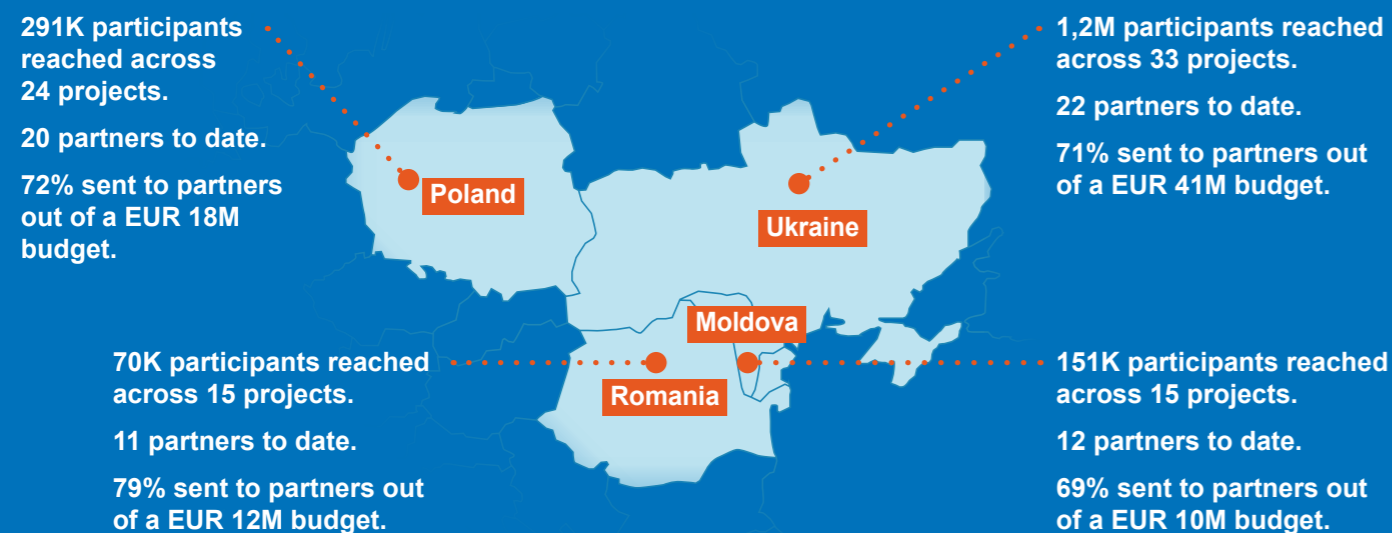 291K participants
reached across
24 projects.
20 partners to date.
72% sent to partners
out of a EUR 18M
budget.
1,2M participants reached
across 33 projects.
22 partners to date.
71% sent to partners out
of a EUR 41M budget.
Poland
Ukraine
Moldova
Romania
70K participants reached
across 15 projects.
11 partners to date.
79% sent to partners out
of a EUR 12M budget.
151K participants reached
across 15 projects.
12 partners to date.
69% sent to partners out
of a EUR 10M budget.